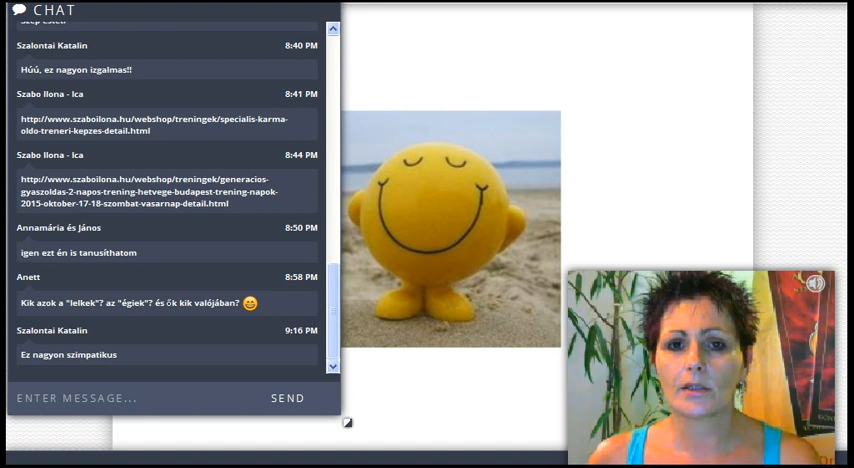 CHAT
Szép estét!
Szalontai Katalin 8:40 PM
Húú, ez nagyon izgalmas!!
Szabo Ilona - Ica 8:41 PM
http://www.szaboilona.hu/webshop/treningek/specialis-karma-
oldo-treneri-kepzes-detail.html
Szabo Ilona - Ica 8:44 PM
http://www.szaboilona.hu/webshop/treningek/generacios-
gyaszoldas-2-napos-trening-hetvege-budapest-trening-napok-
2015-oktober-17-18-szombat-vasarnap-detail.html
Annamária és János 8:50 PM
igen ezt én is tanusíthatom
Anett 8:58 PM
Kik azok a "lelkek"? az "égiek"? és ők kik valójában? 😄
Szalontai Katalin 9:16 PM
Ez nagyon szimpatikus
ENTER MESSAGE... SEND